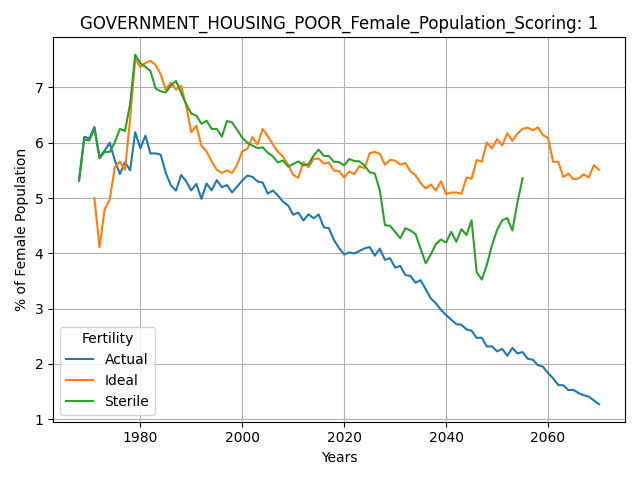 GOVERNMENT_HOUSING_POOR_Female_Population_Scoring: 1
% of Female Population
7
6
5
4
3
2
1
Fertility
Actual
Ideal
Sterile
1980 2000 2020 2040 2060
Years